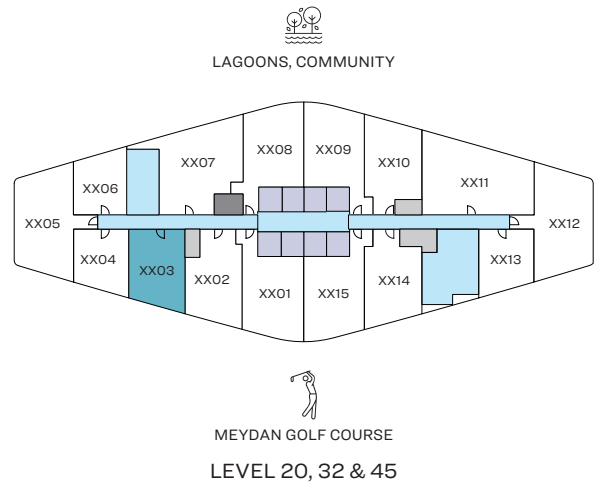 LAGOONS, COMMUNITY
XX08 XX09
XX07 XX10
XX06 XX11
XX05 XX12
XX04 XX03 XX02 XX14 XX13
XX01 XX15
MEYDAN GOLF COURSE
LEVEL 20, 32 & 45